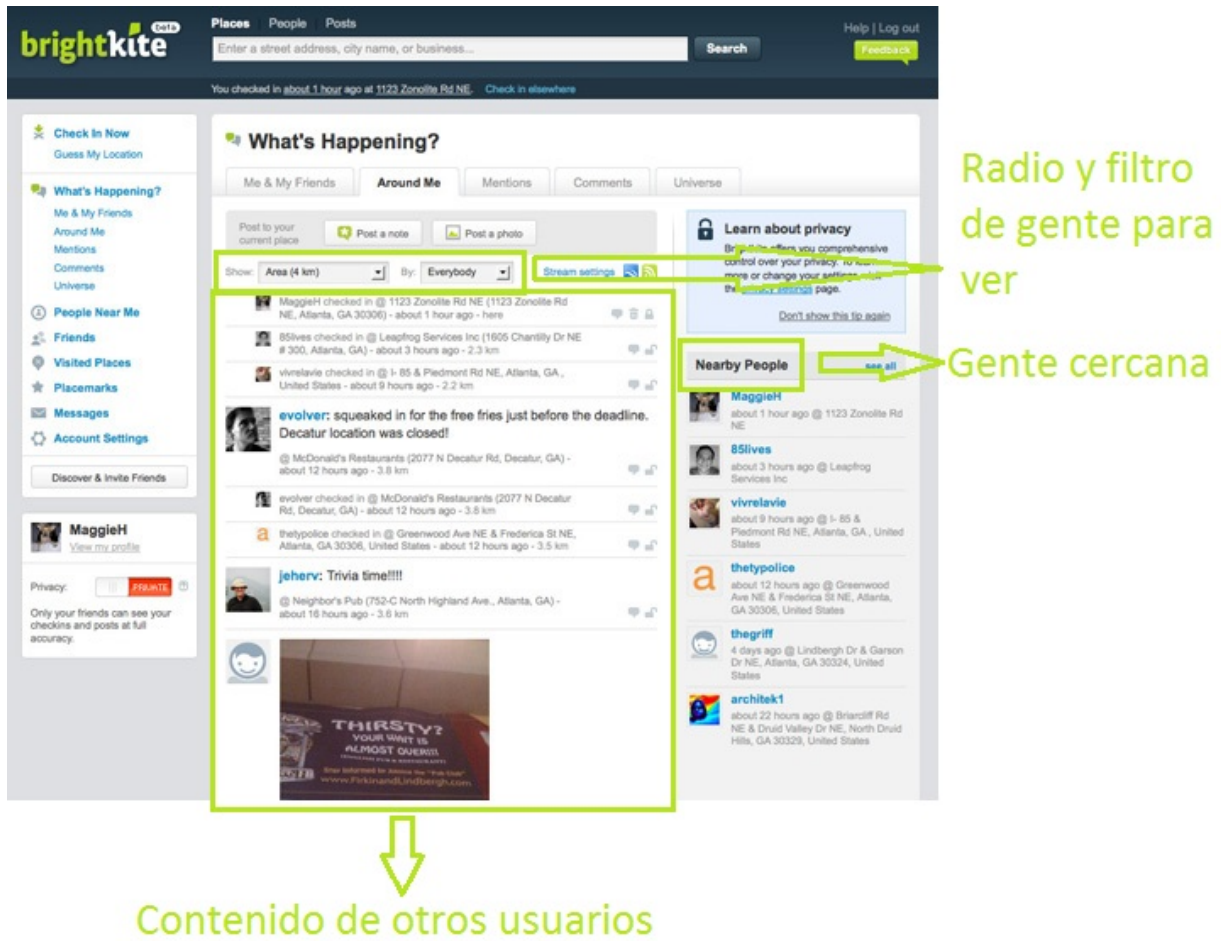 brightkite beta
Places People Posts
Enter a street address, city name, or business...
Search
Help | Log out
Feedback
You checked in about 1 hour ago at 1123 Zonolite Rd NE. Check in elsewhere
Check In Now
Guess My Location
What's Happening?
Me & My Friends
Around Me
Mentions
Comments
Universe
People Near Me
Friends
Visited Places
Placemarks
Messages
Account Settings
Discover & Invite Friends
MaggieH
View my profile
Privacy: PRIVATE
Only your friends can see your
checkins and posts at full
accuracy.
What's Happening?
Me & My Friends Around Me Mentions Comments Universe
Post to your
current place
Post a note
Post a photo
Show: Area (4 km) By: Everybody Stream settings
MaggieH checked in @ 1123 Zonolite Rd NE (1123 Zonolite Rd
NE, Atlanta, GA 30306) - about 1 hour ago - here
85lives checked in @ Leapfrog Services Inc (1605 Chantilly Dr NE
# 300, Atlanta, GA) - about 3 hours ago - 2.3 km
vivrelavie checked in @ I- 85 & Piedmont Rd NE, Atlanta, GA ,
United States - about 9 hours ago - 2.2 km
evolver: squeaked in for the free fries just before the deadline.
Decatur location was closed!
@ McDonald's Restaurants (2077 N Decatur Rd, Decatur, GA) -
about 12 hours ago - 3.8 km
evolver checked in @ McDonald's Restaurants (2077 N Decatur
Rd, Decatur, GA) - about 12 hours ago - 3.8 km
a
thetypolice checked in @ Greenwood Ave NE & Frederica St NE,
Atlanta, GA 30306, United States - about 12 hours ago - 3.5 km
jeherv: Trivia time!!!!
@ Neighbor's Pub (752-C North Highland Ave., Atlanta, GA) -
about 16 hours ago - 3.6 km
THIRSTY?
YOUR WAIT IS
ALMOST OVER!!!
www.FirkinandLindbergh.com
Learn about privacy
Brightkite offers you comprehensive
control over your privacy. To learn
more or change your settings, visit
the privacy settings page.
Don't show this tip again
Nearby People see all
MaggieH
about 1 hour ago @ 1123 Zonolite Rd
NE
85lives
about 3 hours ago @ Leapfrog
Services Inc
vivrelavie
about 9 hours ago @ I- 85 &
Piedmont Rd NE, Atlanta, GA , United
States
a
thetypolice
about 12 hours ago @ Greenwood
Ave NE & Frederica St NE, Atlanta,
GA 30306, United States
thegriff
4 days ago @ Lindbergh Dr & Garson
Dr NE, Atlanta, GA 30324, United
States
architek1
about 22 hours ago @ Briarcliff Rd
NE & Druid Valley Dr NE, North Druid
Hills, GA 30329, United States
Radio y filtro
de gente para
ver
Gente cercana
Contenido de otros usuarios